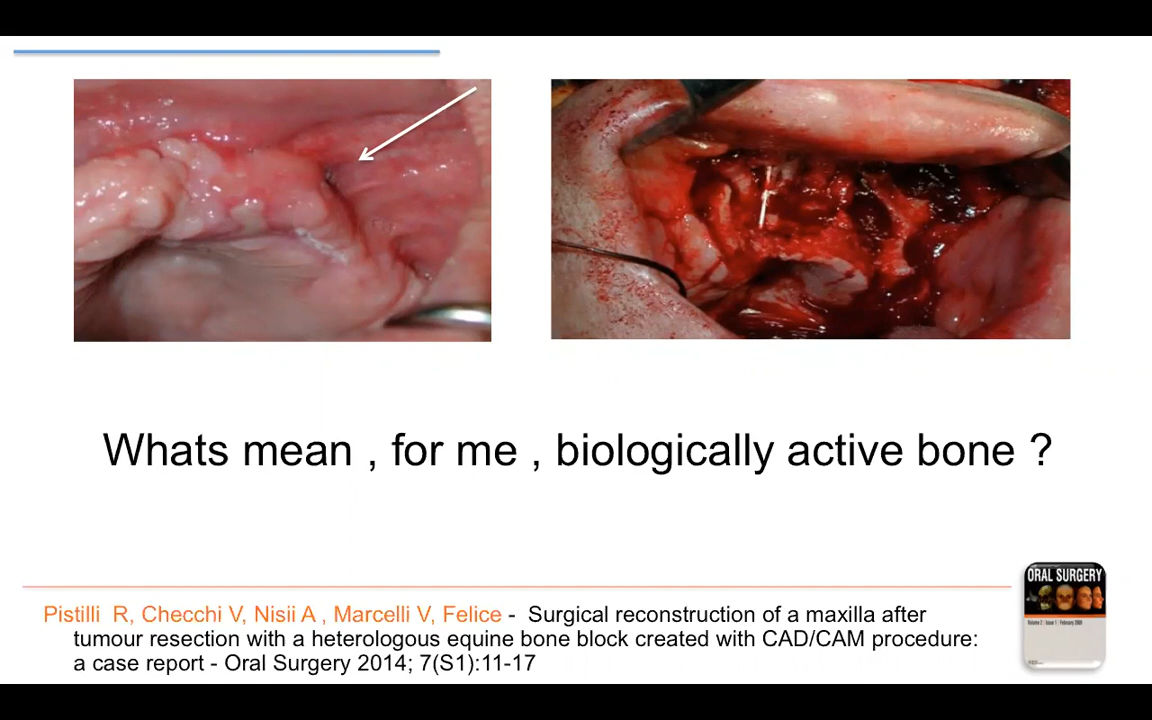 Whats mean , for me , biologically active bone ?
ORAL SURGERY
Pistilli R, Checchi V, Nisii A , Marcelli V, Felice - Surgical reconstruction of a maxilla after
tumour resection with a heterologous equine bone block created with CAD/CAM procedure:
a case report - Oral Surgery 2014; 7(S1):11-17